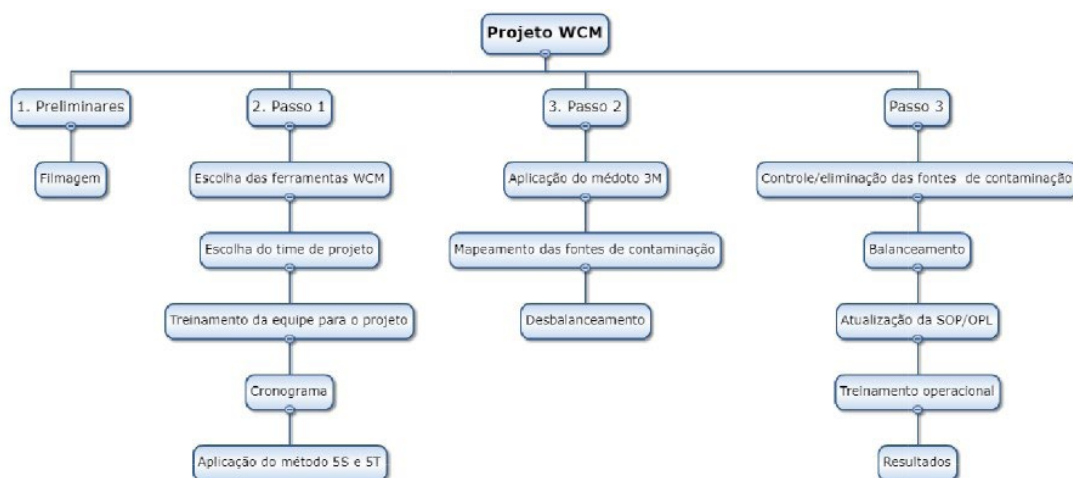 Projeto WCM
1. Preliminares
2. Passo 1
3. Passo 2
Passo 3
Filmagem
Escolha das ferramentas WCM
Aplicação do médoto 3M
Controle/eliminação das fontes de contaminação
Escolha do time de projeto
Mapeamento das fontes de contaminação
Balanceamento
Treinamento da equipe para o projeto
Desbalanceamento
Atualização da SOP/OPL
Cronograma
Treinamento operacional
Aplicação do método 5S e 5T
Resultados